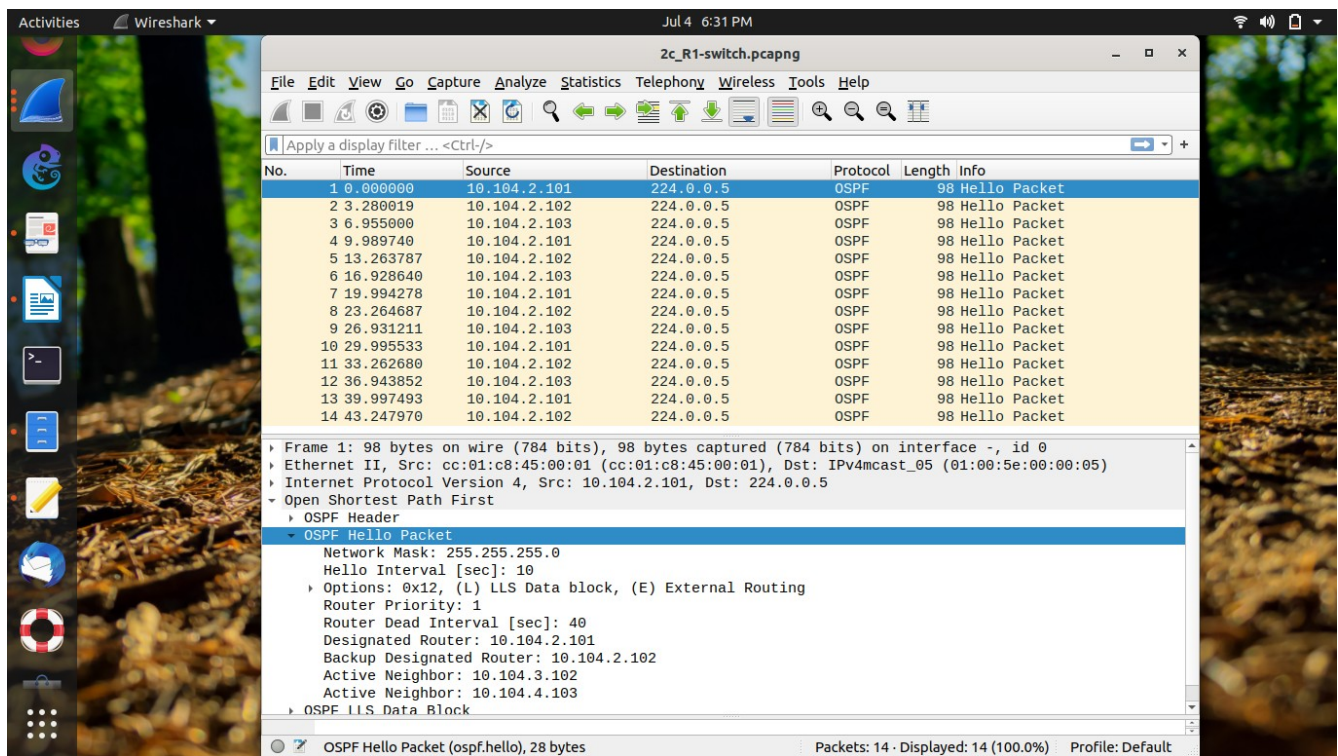 Activities Wireshark Jul 4 6:31 PM
2c_R1-switch.pcapng
File Edit View Go Capture Analyze Statistics Telephony Wireless Tools Help
Apply a display filter … <Ctrl-/>
No. Time Source Destination Protocol Length Info
1 0.000000 10.104.2.101 224.0.0.5 OSPF 98 Hello Packet
2 3.280019 10.104.2.102 224.0.0.5 OSPF 98 Hello Packet
3 6.955000 10.104.2.103 224.0.0.5 OSPF 98 Hello Packet
4 9.989740 10.104.2.101 224.0.0.5 OSPF 98 Hello Packet
5 13.263787 10.104.2.102 224.0.0.5 OSPF 98 Hello Packet
6 16.928640 10.104.2.103 224.0.0.5 OSPF 98 Hello Packet
7 19.994278 10.104.2.101 224.0.0.5 OSPF 98 Hello Packet
8 23.264687 10.104.2.102 224.0.0.5 OSPF 98 Hello Packet
9 26.931211 10.104.2.103 224.0.0.5 OSPF 98 Hello Packet
10 29.995533 10.104.2.101 224.0.0.5 OSPF 98 Hello Packet
11 33.262680 10.104.2.102 224.0.0.5 OSPF 98 Hello Packet
12 36.943852 10.104.2.103 224.0.0.5 OSPF 98 Hello Packet
13 39.997493 10.104.2.101 224.0.0.5 OSPF 98 Hello Packet
14 43.247970 10.104.2.102 224.0.0.5 OSPF 98 Hello Packet
Frame 1: 98 bytes on wire (784 bits), 98 bytes captured (784 bits) on interface -, id 0
Ethernet II, Src: cc:01:c8:45:00:01 (cc:01:c8:45:00:01), Dst: IPv4mcast_05 (01:00:5e:00:00:05)
Internet Protocol Version 4, Src: 10.104.2.101, Dst: 224.0.0.5
Open Shortest Path First
OSPF Header
OSPF Hello Packet
Network Mask: 255.255.255.0
Hello Interval [sec]: 10
Options: 0x12, (L) LLS Data block, (E) External Routing
Router Priority: 1
Router Dead Interval [sec]: 40
Designated Router: 10.104.2.101
Backup Designated Router: 10.104.2.102
Active Neighbor: 10.104.3.102
Active Neighbor: 10.104.4.103
OSPF LLS Data Block
OSPF Hello Packet (ospf.hello), 28 bytes Packets: 14 · Displayed: 14 (100.0%) Profile: Default